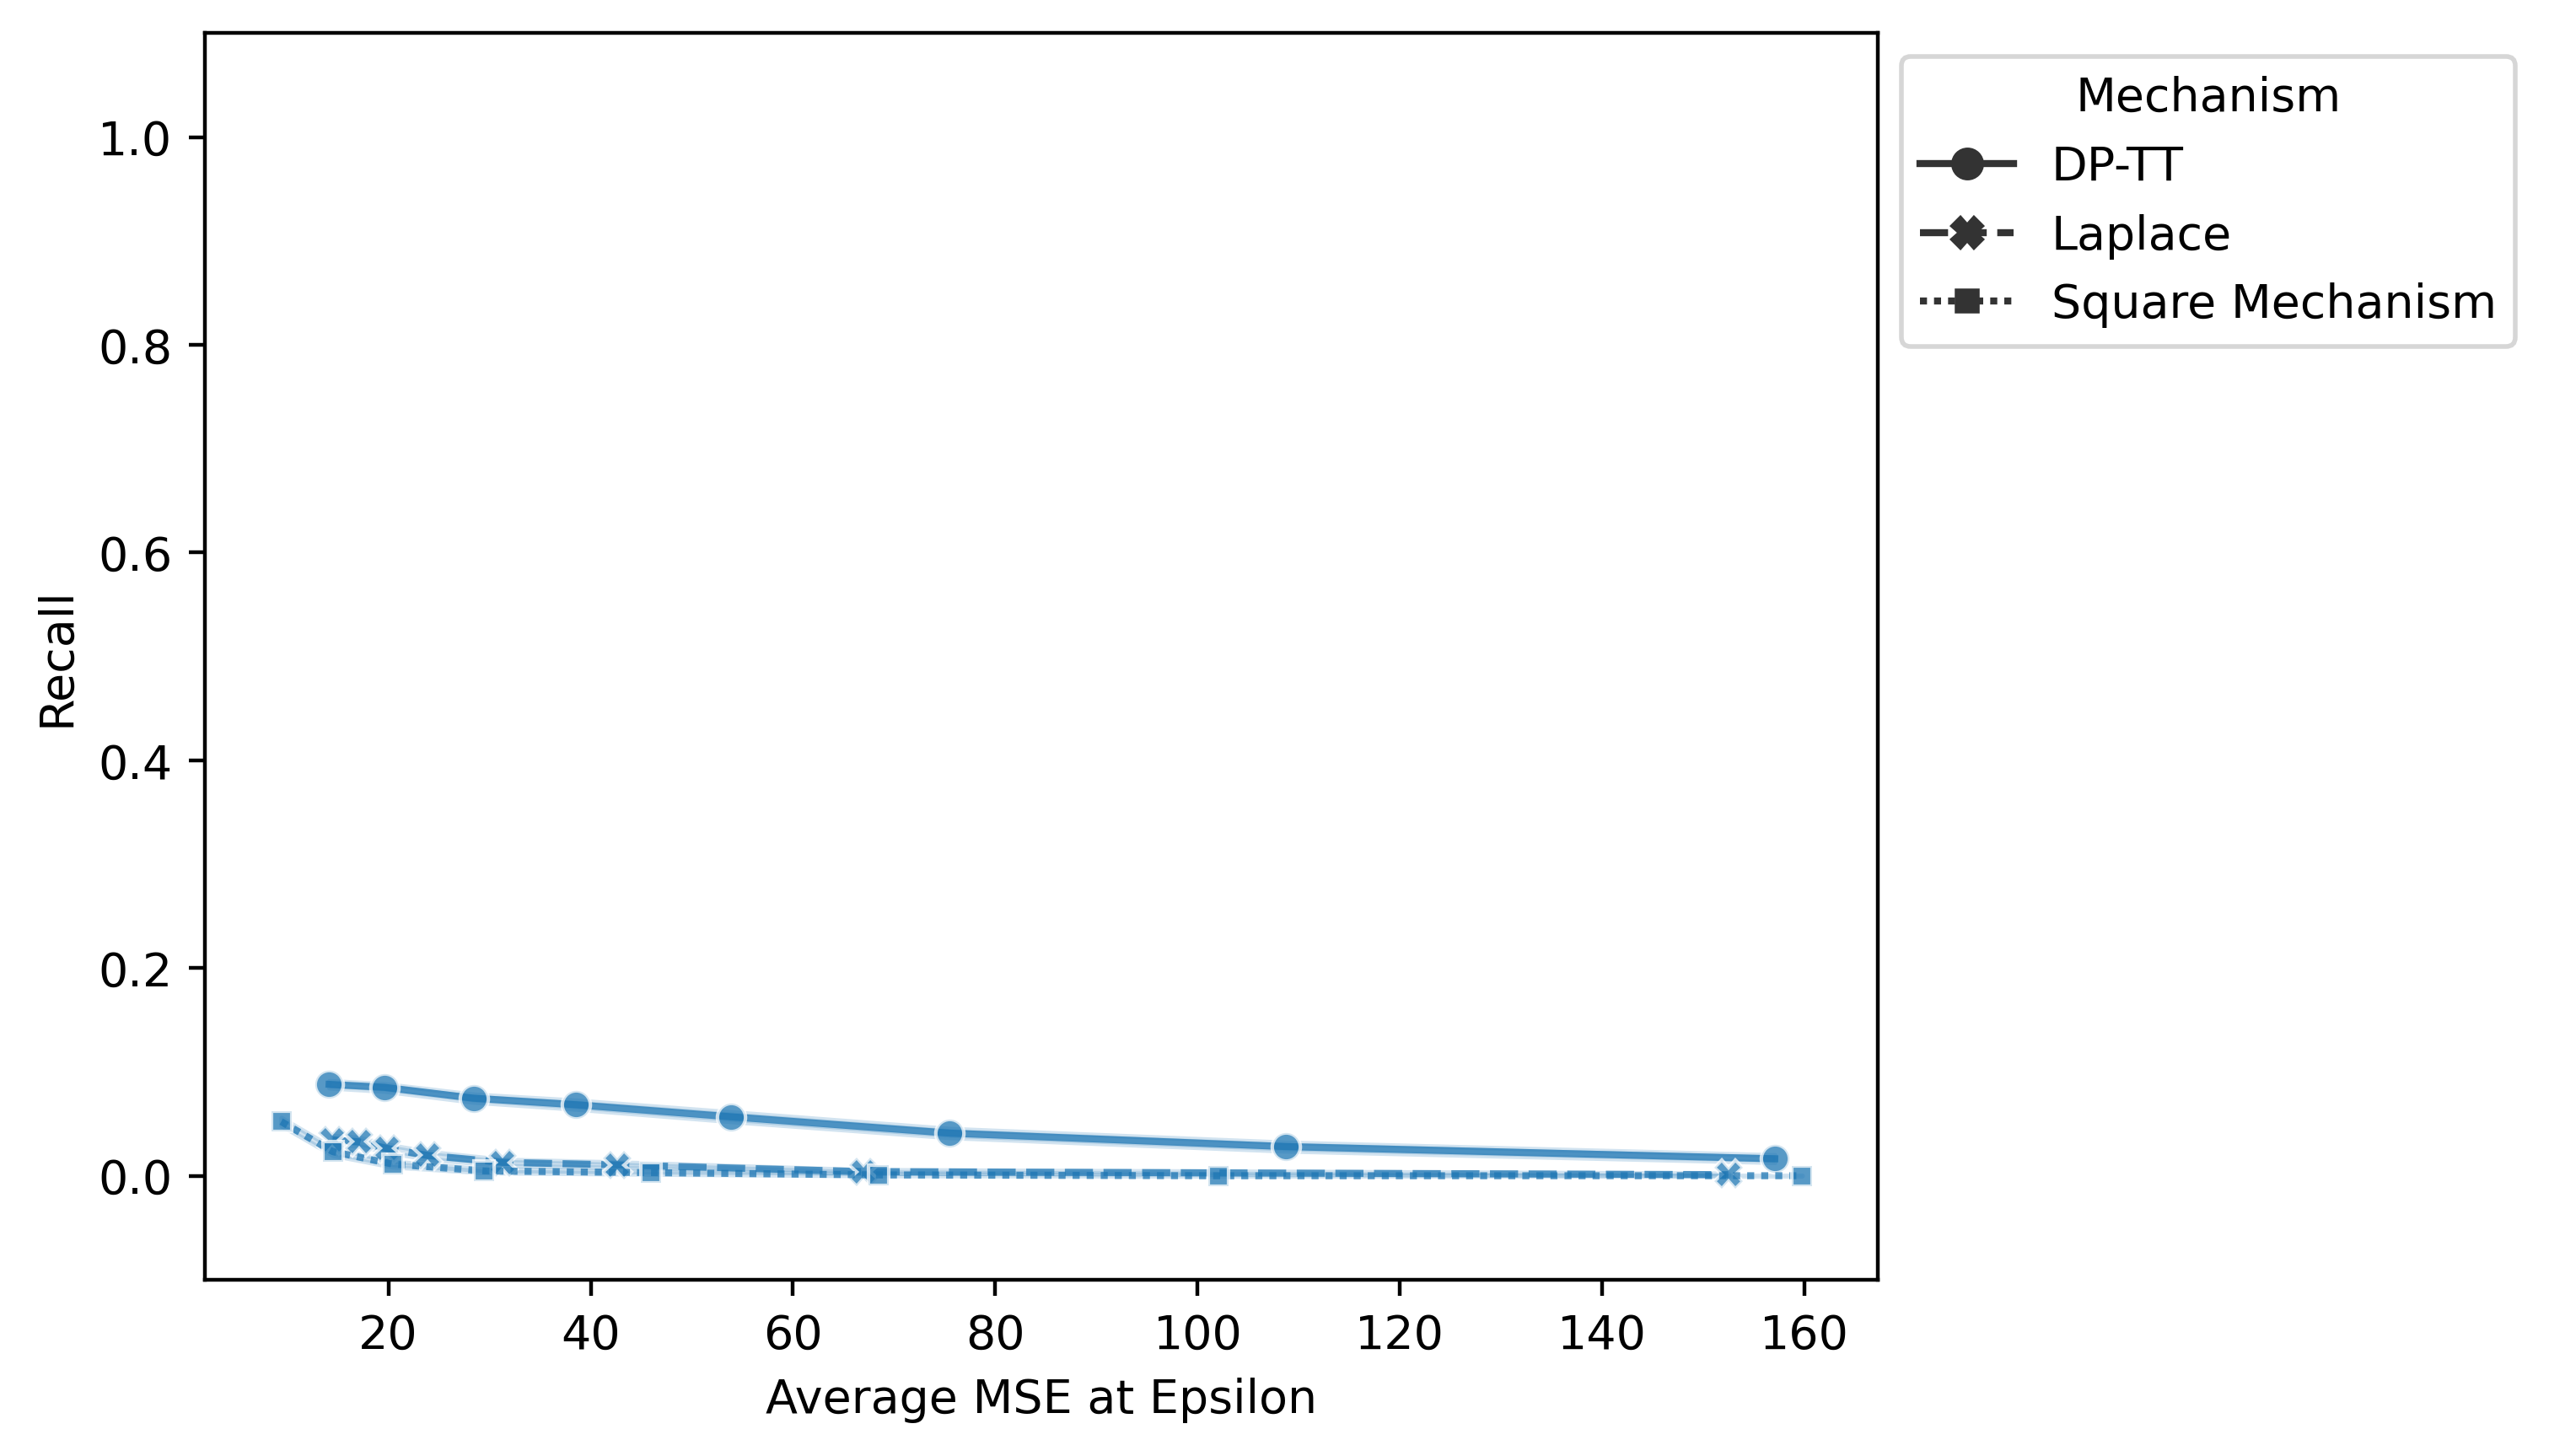 Mechanism
DP-TT
Laplace
Square Mechanism
Recall
1.0
0.8
0.6
0.4
0.2
0.0
20 40 60 80 100 120 140 160
Average MSE at Epsilon